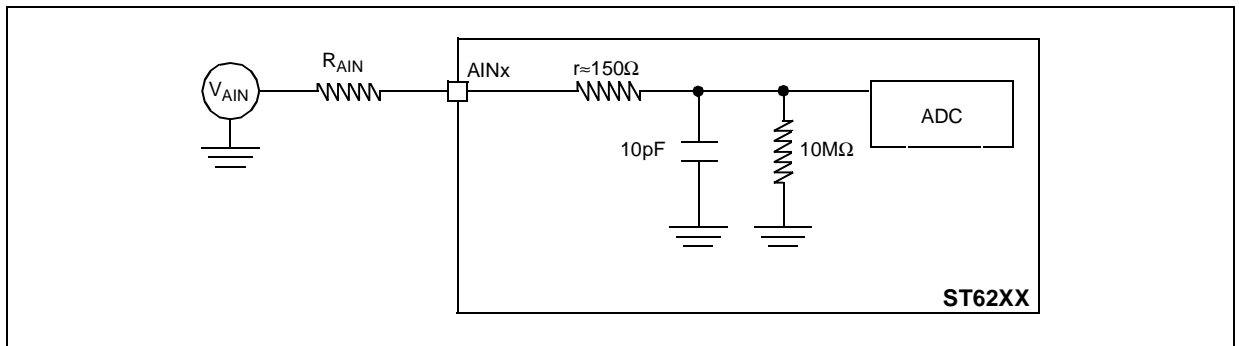 R_AIN
AINx
r≈150Ω
V_AIN
ADC
10pF
10MΩ
ST62XX